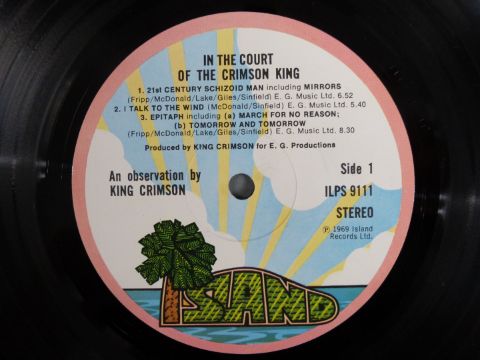 IN THE COURT
OF THE CRIMSON KING
1. 21st CENTURY SCHIZOID MAN including MIRRORS
(Fripp/McDonald/Lake/Giles/Sinfield) E. G. Music Ltd. 6.52
2. I TALK TO THE WIND (McDonald/Sinfield) E. G. Music Ltd. 5.40
3. EPITAPH including (a) MARCH FOR NO REASON;
(b) TOMORROW AND TOMORROW
(Fripp/McDonald/Lake/Giles/Sinfield) E. G. Music Ltd. 8.30
Produced by KING CRIMSON for E. G. Productions
An observation by
KING CRIMSON
Side 1
ILPS 9111
STEREO
℗ 1969 Island
Records Ltd.
ISLAND